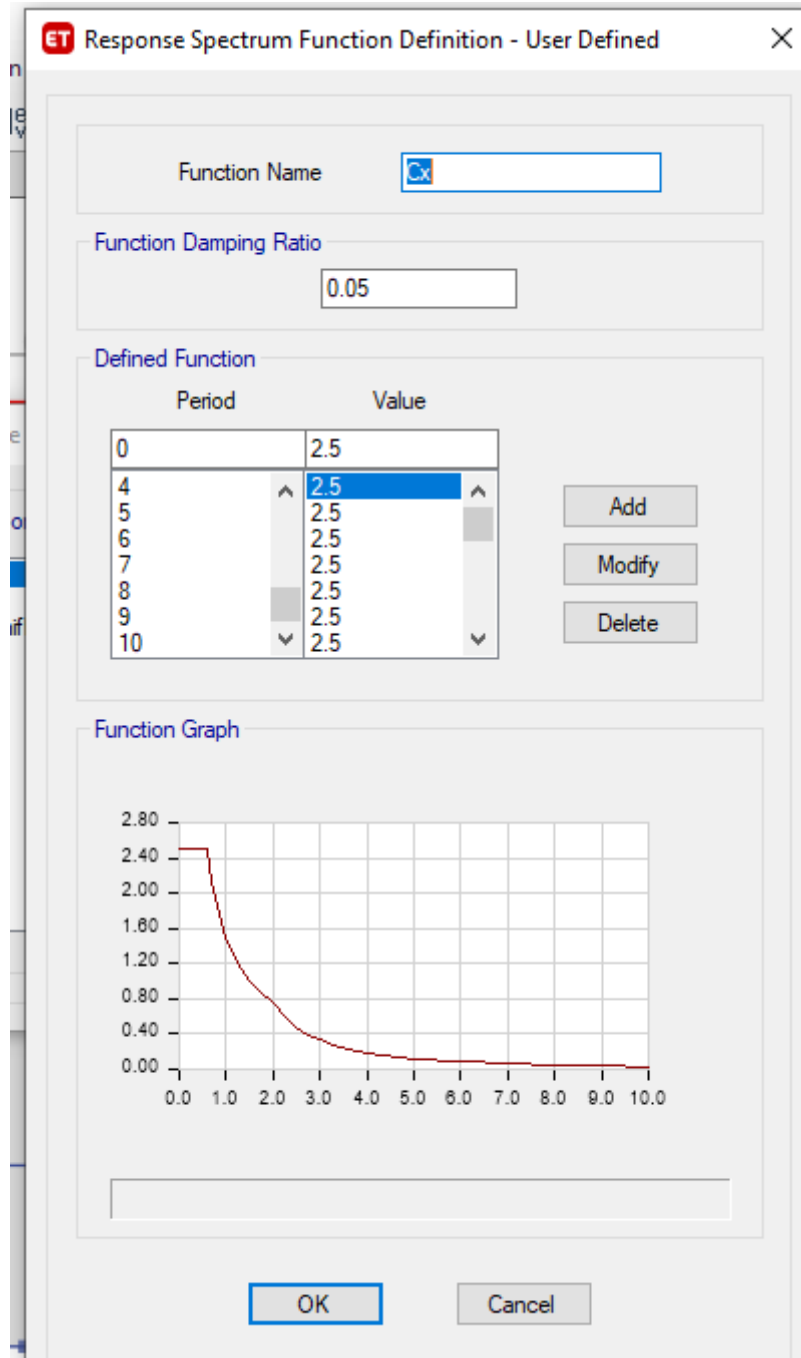 ET Response Spectrum Function Definition - User Defined
Function Name Cx
Function Damping Ratio
0.05
Defined Function
Period Value
0 2.5
4 2.5
5 2.5
6 2.5
7 2.5
8 2.5
9 2.5
10 2.5
Add
Modify
Delete
Function Graph
2.80
2.40
2.00
1.60
1.20
0.80
0.40
0.00
0.0 1.0 2.0 3.0 4.0 5.0 6.0 7.0 8.0 9.0 10.0
OK Cancel